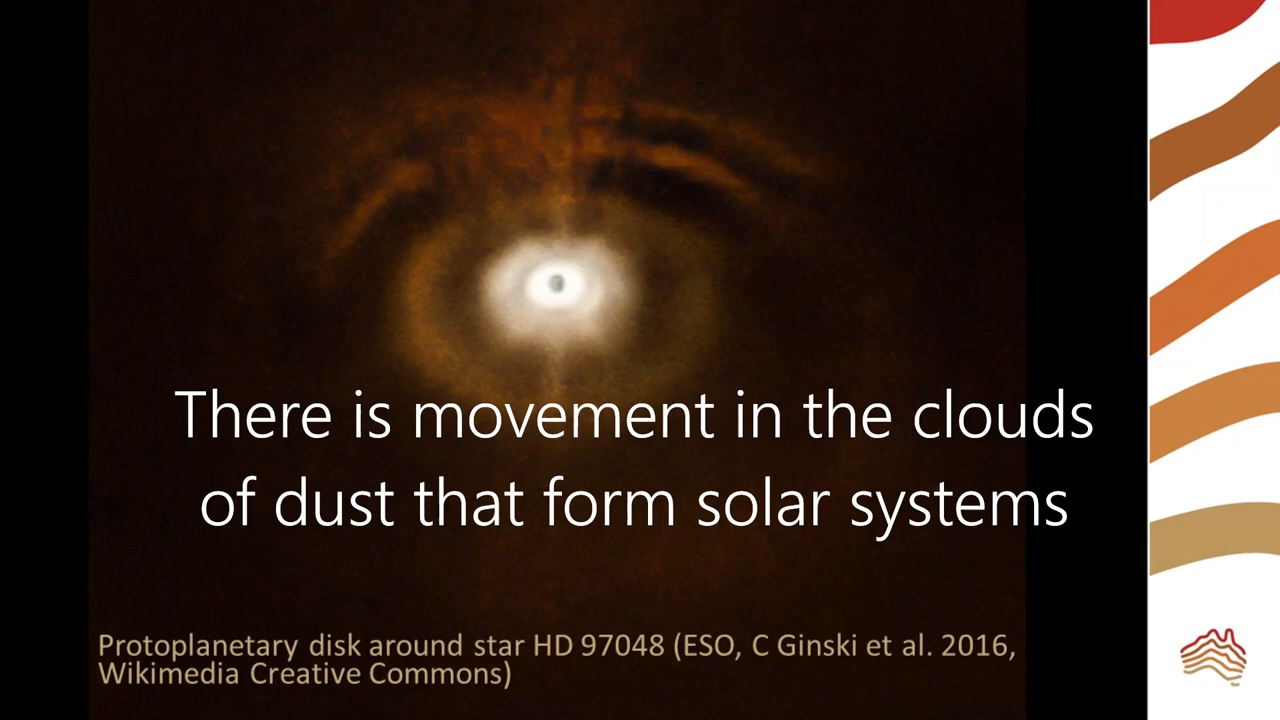 There is movement in the clouds
of dust that form solar systems
Protoplanetary disk around star HD 97048 (ESO, C Ginski et al. 2016,
Wikimedia Creative Commons)